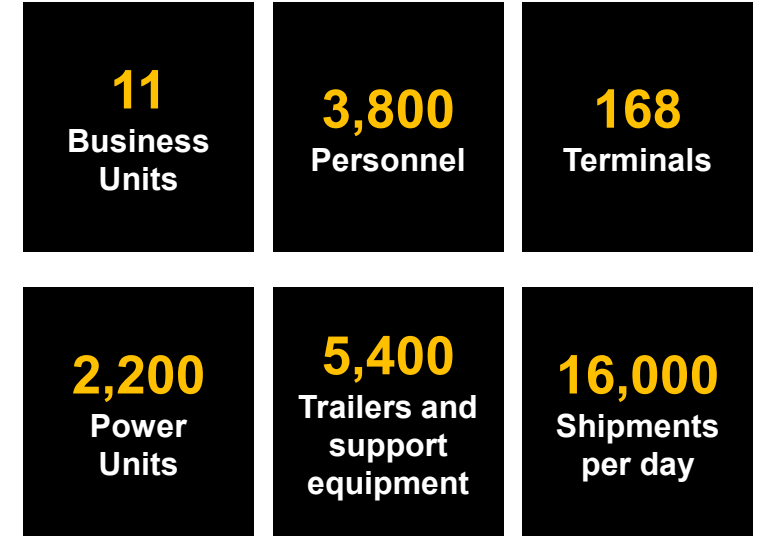 11
Business
Units
3,800
Personnel
168
Terminals
2,200
Power
Units
5,400
Trailers and
support
equipment
16,000
Shipments
per day